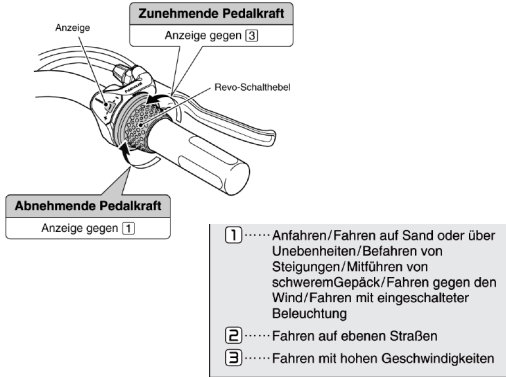 Zunehmende Pedalkraft
Anzeige gegen 3
Anzeige
Revo-Schalthebel
Abnehmende Pedalkraft
Anzeige gegen 1
1 ······ Anfahren/Fahren auf Sand oder über
Unebenheiten/Befahren von
Steigungen/Mitführen von
schweremGepäck/Fahren gegen den
Wind/Fahren mit eingeschalteter
Beleuchtung
2 ······ Fahren auf ebenen Straßen
3 ······ Fahren mit hohen Geschwindigkeiten